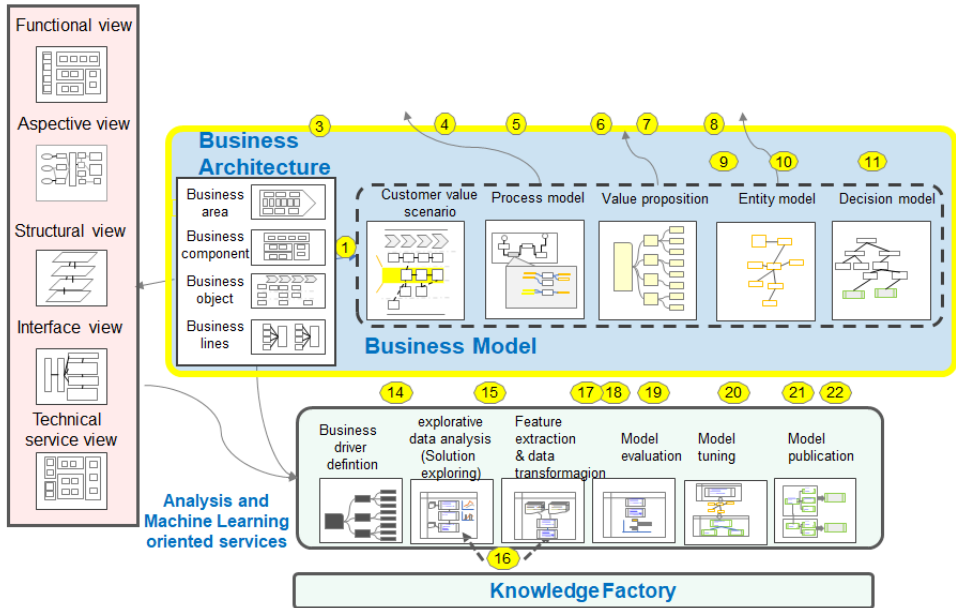 Functional view
Aspective view
Structural view
Interface view
Technical
service view
3
4
5
6
7
8
9
10
11
Business
Architecture
Business
area
Business
component
Business
object
Business
lines
1
Customer value
scenario
Process model
Value proposition
Entity model
Decision model
Business Model
14
15
17
18
19
20
21
22
Business
driver
defintion
explorative
data analysis
(Solution
exploring)
Feature
extraction
& data
transformagion
Model
evaluation
Model
tuning
Model
publication
16
Analysis and
Machine Learning
oriented services
Knowledge Factory